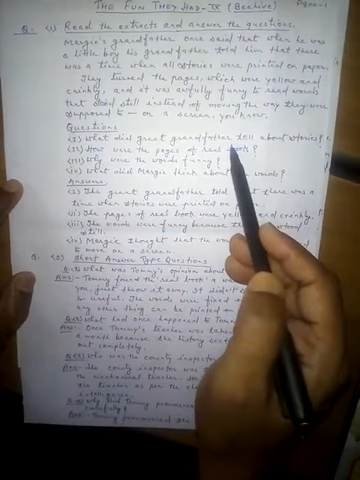 THE FUN THEY HAD - IX (Beehive)
Q. (1) Read the extracts and answer the questions.
Margie's grandfather once said that when he was
a little boy his grandfather told him that there
was a time when all stories were printed on paper.
They turned the pages, which were yellow and
crinkly, and it was awfully funny to read words
that stood still instead of moving the way they were
supposed to — on a screen, you know.
Questions
(i) What did great grandfather tell about stories?
(ii) How were the pages of real books?
(iii) Why were the words funny?
(iv) What did Margie think about words?
Answers.
(i) The great grandfather told that there was a
time when stories were printed on
(ii) The pages of real book were yellow and crinkly.
(iii) The words were funny because they stood
still.
(iv) Margie thought that the words
to move on a screen.
Q. (2) Short Answer Type Questions
What was Tommy's opinion about
Ans:- Tommy found the real book a
you, just throw it away. It didn't
& useful. The words were fixed
any other thing can be printed on
What had once happened to
Ans:- Once Tommy's teacher was taken
a month because the history sector
out completely.
Who was the county inspector
Ans:- The county inspector was
the mechanical teacher.
teacher as per the
intelligence.
Why did Tommy pronounce
carefully?
Ans:- Tommy pronounced the